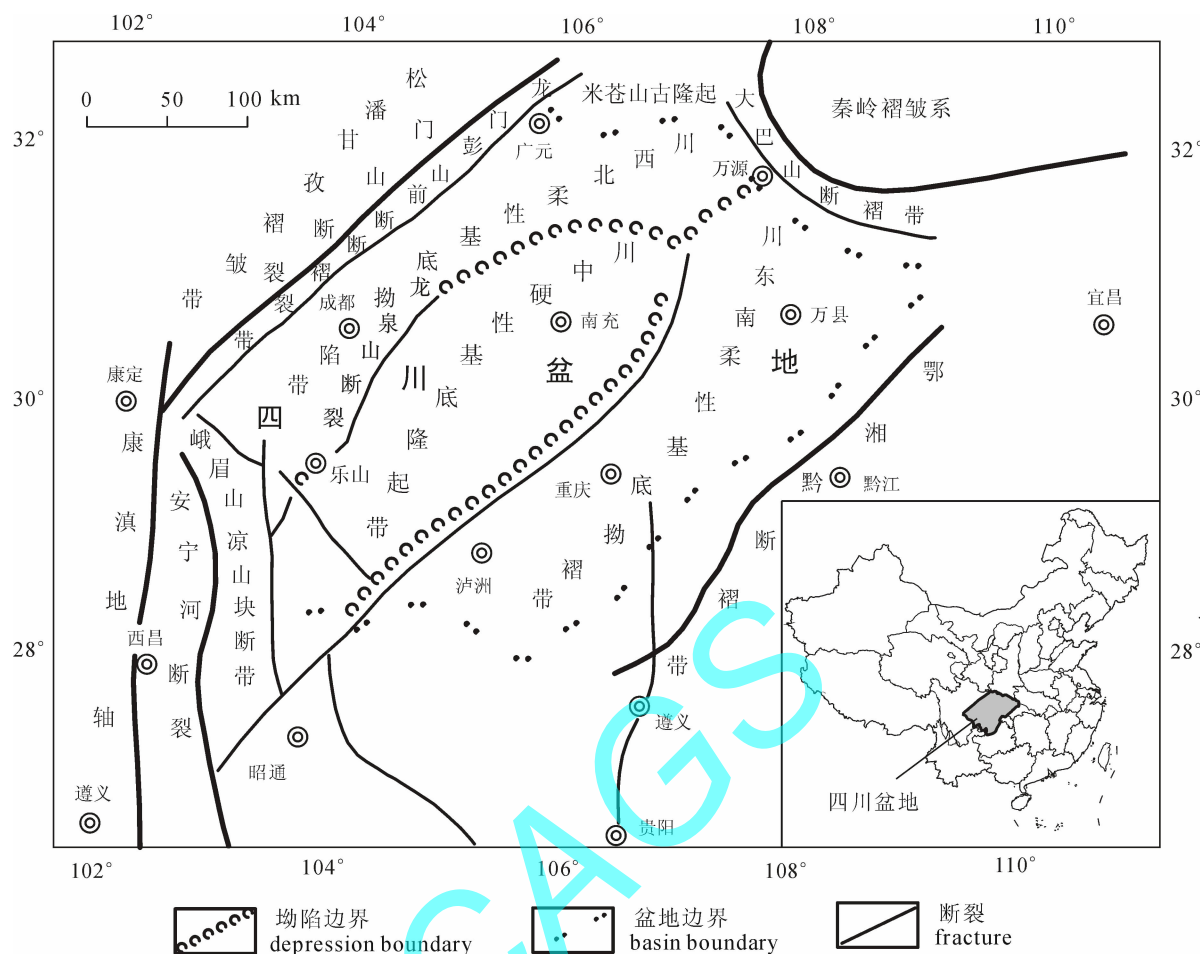 102°
104°
106°
108°
110°
0 50 100 km
32°
30°
28°
32°
30°
28°
松潘甘孜褶皱带
龙门山断裂带
彭
门山断褶带
前山断裂
米苍山古隆起
大巴山断褶带
秦岭褶皱系
广元
万源
川西北柔性基底拗陷带
龙泉山断裂
川中硬性基底隆起带
川东南柔性基底拗褶带
成都
南充
万县
宜昌
康定
乐山
重庆
黔江
泸洲
西昌
昭通
遵义
遵义
贵阳
四川盆地
康滇地轴
安宁河断裂
峨眉山凉山块断带
鄂湘黔断褶带
四川盆地
102°
104°
106°
108°
110°
坳陷边界
depression boundary
盆地边界
basin boundary
断裂
fracture
CAGS